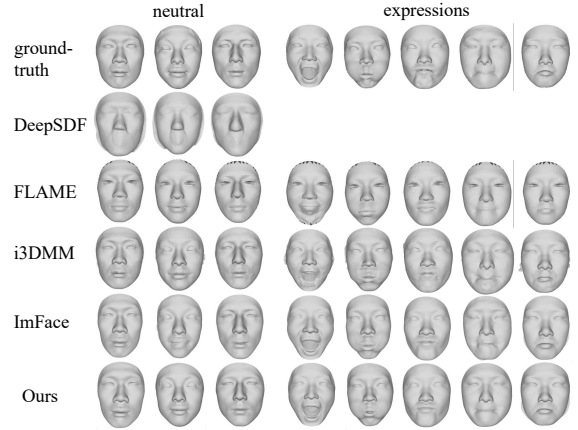 neutral
expressions
ground-
truth
DeepSDF
FLAME
i3DMM
ImFace
Ours